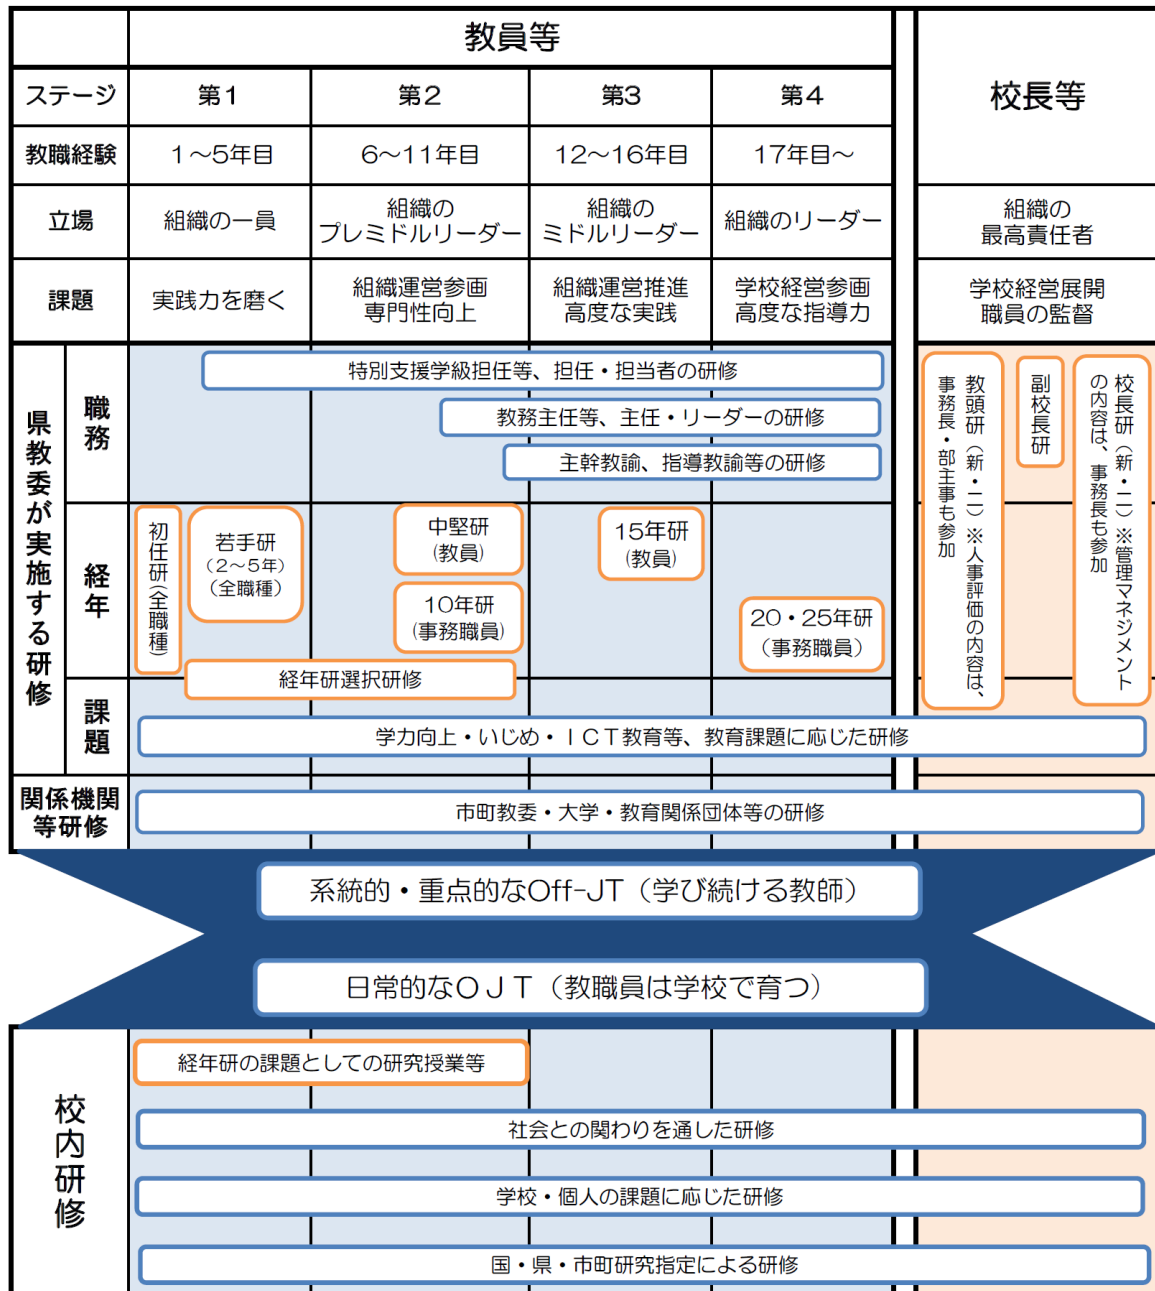 教員等
校長等
ステージ
第1
第2
第3
第4
教職経験
1～5年目
6～11年目
12～16年目
17年目～
立場
組織の一員
組織の
プレミドルリーダー
組織の
ミドルリーダー
組織のリーダー
組織の
最高責任者
課題
実践力を磨く
組織運営参画
専門性向上
組織運営推進
高度な実践
学校経営参画
高度な指導力
学校経営展開
職員の監督
県教委が実施する研修
職務
特別支援学級担任等、担任・担当者の研修
教務主任等、主任・リーダーの研修
主幹教諭、指導教諭等の研修
教頭研（新・二）※人事評価の内容は、
事務長・部主事も参加
副校長研
校長研（新・二）※管理マネジメント
の内容は、事務長も参加
経年
初任研(全職種)
若手研
（2～5年）
（全職種）
中堅研
(教員)
10年研
(事務職員)
15年研
(教員)
20・25年研
（事務職員）
経年研選択研修
課題
学力向上・いじめ・ＩＣＴ教育等、教育課題に応じた研修
関係機関
等研修
市町教委・大学・教育関係団体等の研修
系統的・重点的なOff-JT（学び続ける教師）
日常的なＯＪＴ（教職員は学校で育つ）
校内研修
経年研の課題としての研究授業等
社会との関わりを通した研修
学校・個人の課題に応じた研修
国・県・市町研究指定による研修